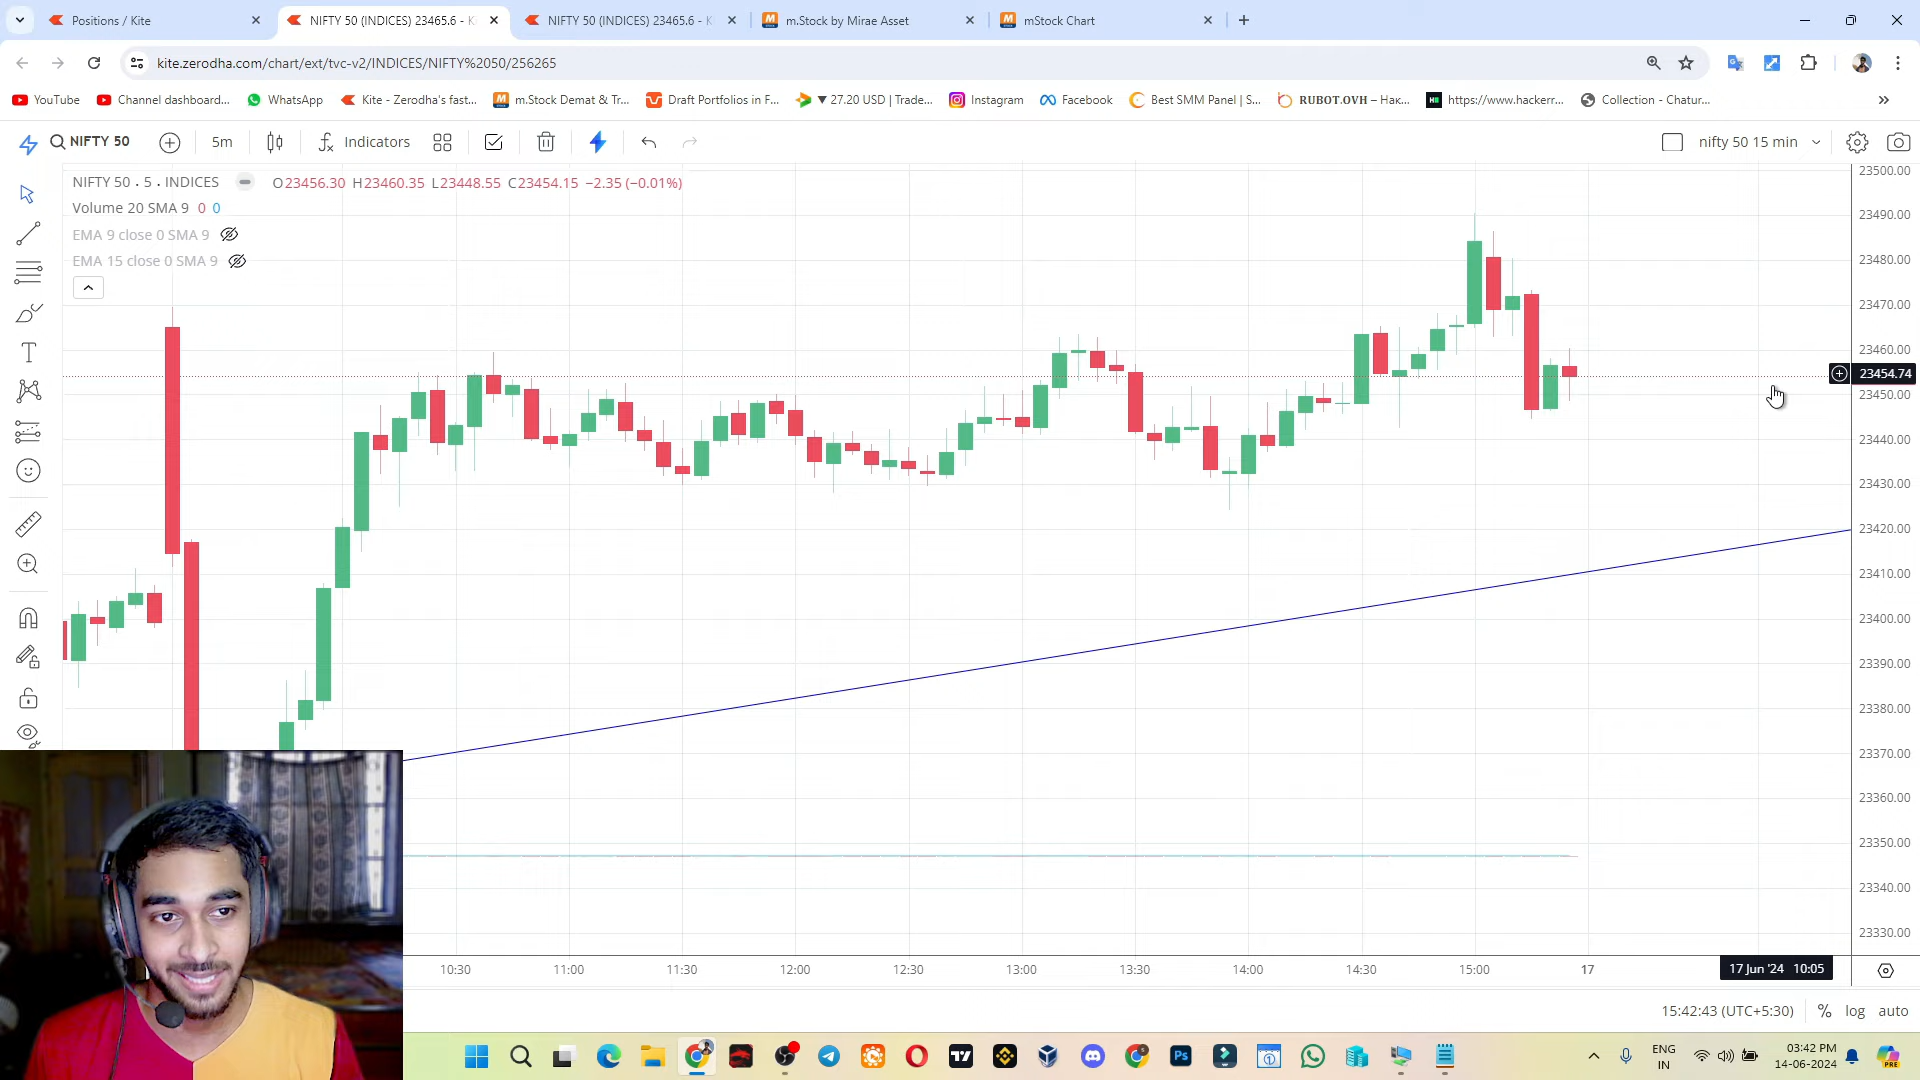 Positions / Kite
NIFTY 50 (INDICES) 23465.6 - K
NIFTY 50 (INDICES) 23465.6 - K
m.Stock by Mirae Asset
mStock Chart
kite.zerodha.com/chart/ext/tvc-v2/INDICES/NIFTY%2050/256265
YouTube
Channel dashboard...
WhatsApp
Kite - Zerodha's fast...
m.Stock Demat & Tr...
Draft Portfolios in F...
▼ 27.20 USD | Trade...
Instagram
Facebook
Best SMM Panel | S...
RUBOT.OVH – Нак...
https://www.hackerr...
Collection - Chatur...
NIFTY 50
5m
Indicators
nifty 50 15 min
NIFTY 50 . 5 . INDICES
O23456.30 H23460.35 L23448.55 C23454.15 −2.35 (−0.01%)
Volume 20 SMA 9 0 0
EMA 9 close 0 SMA 9
EMA 15 close 0 SMA 9
23500.00
23490.00
23480.00
23470.00
23460.00
23454.74
23450.00
23440.00
23430.00
23420.00
23410.00
23400.00
23390.00
23380.00
23370.00
23360.00
23350.00
23340.00
23330.00
10:30
11:00
11:30
12:00
12:30
13:00
13:30
14:00
14:30
15:00
17
17 Jun '24 10:05
15:42:43 (UTC+5:30)
%
log
auto
ENG
IN
03:42 PM
14-06-2024
Ps
PRE